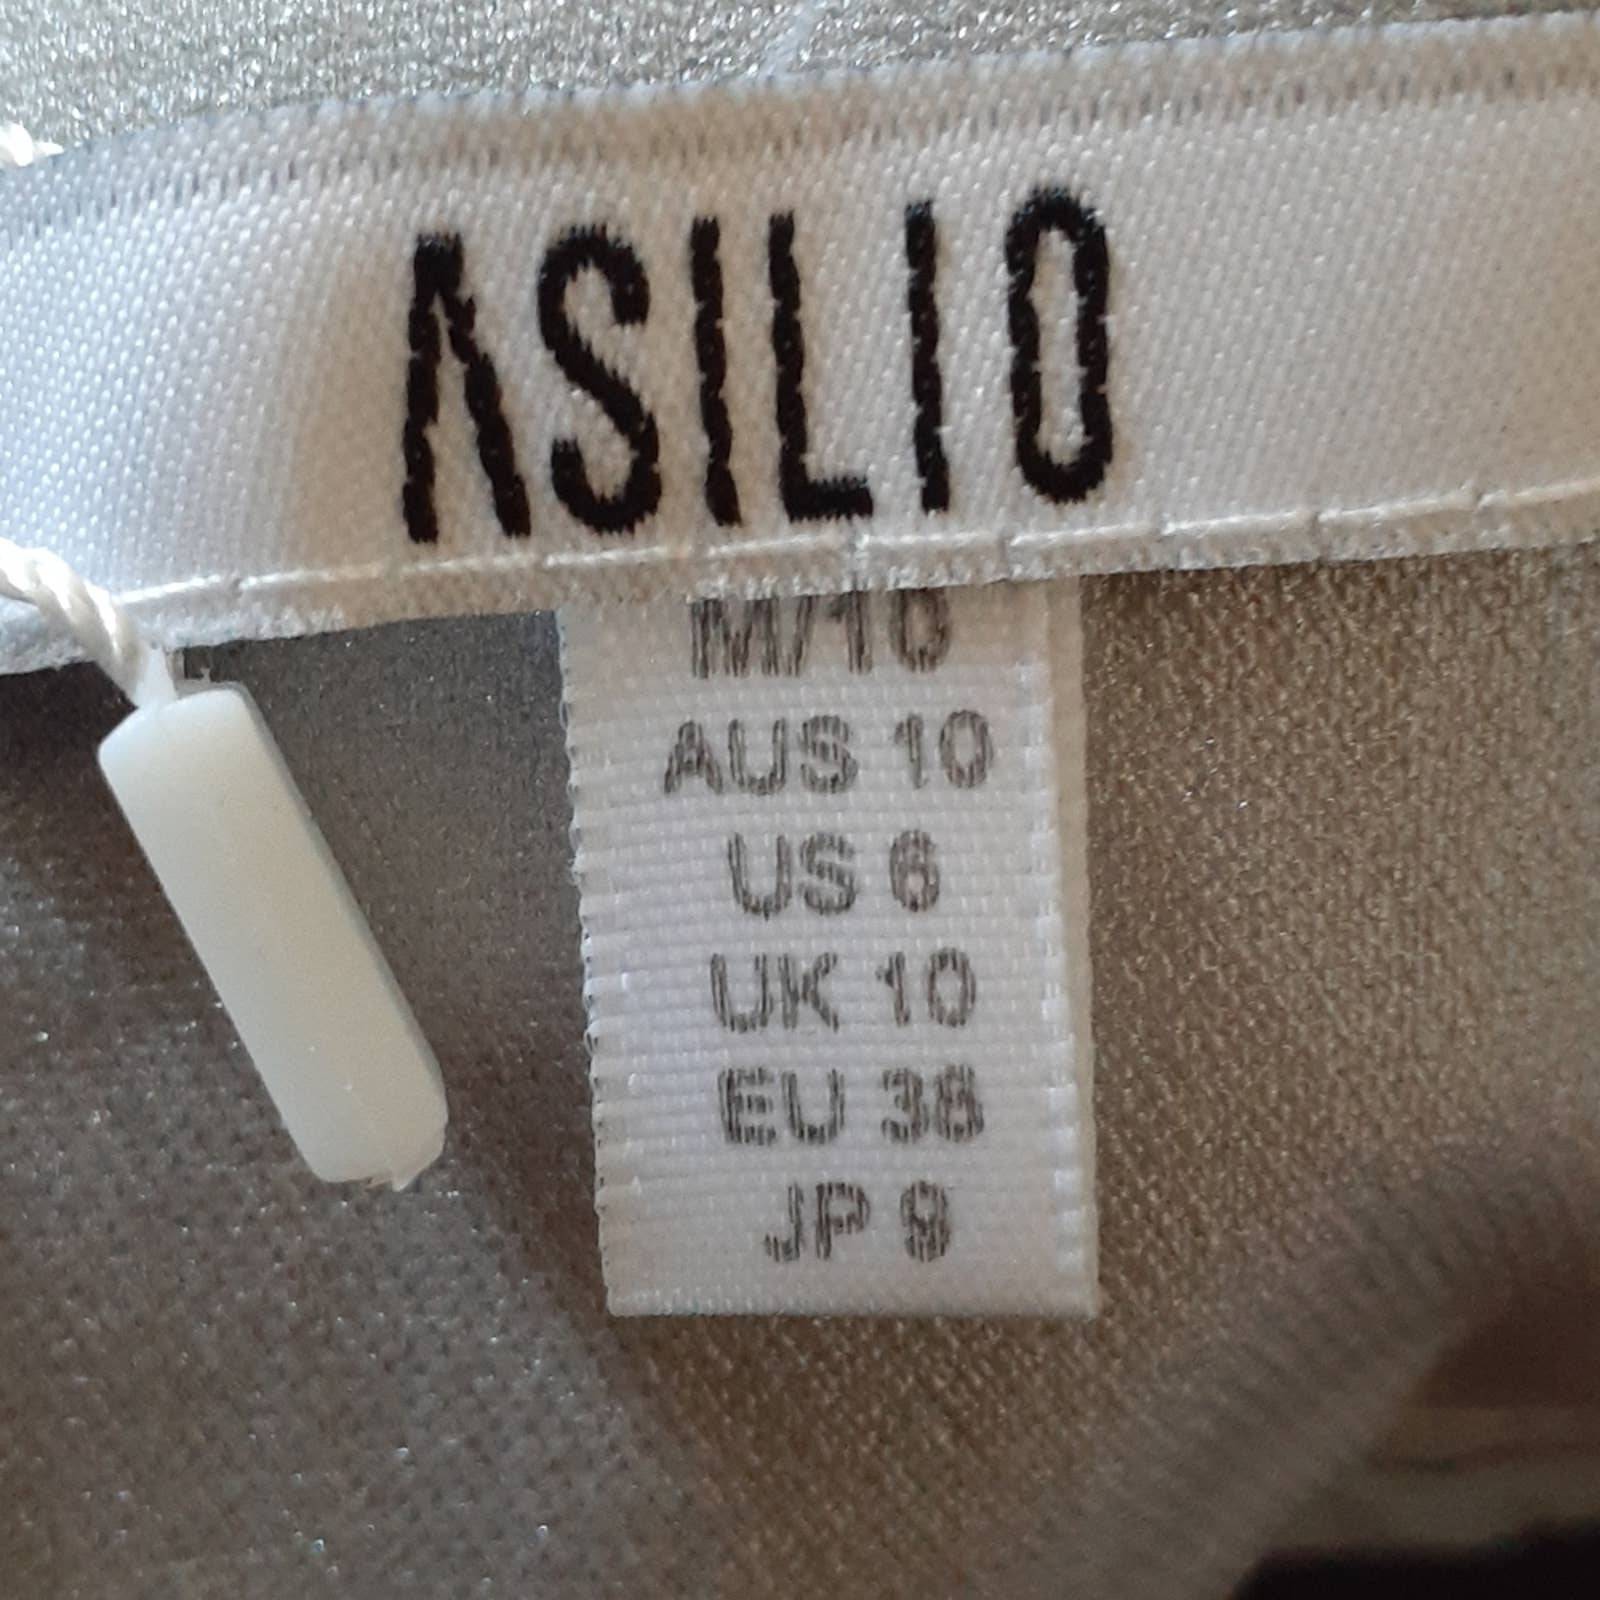 ASILIO
M/10
AUS 10
US 6
UK 10
EU 38
JP 9